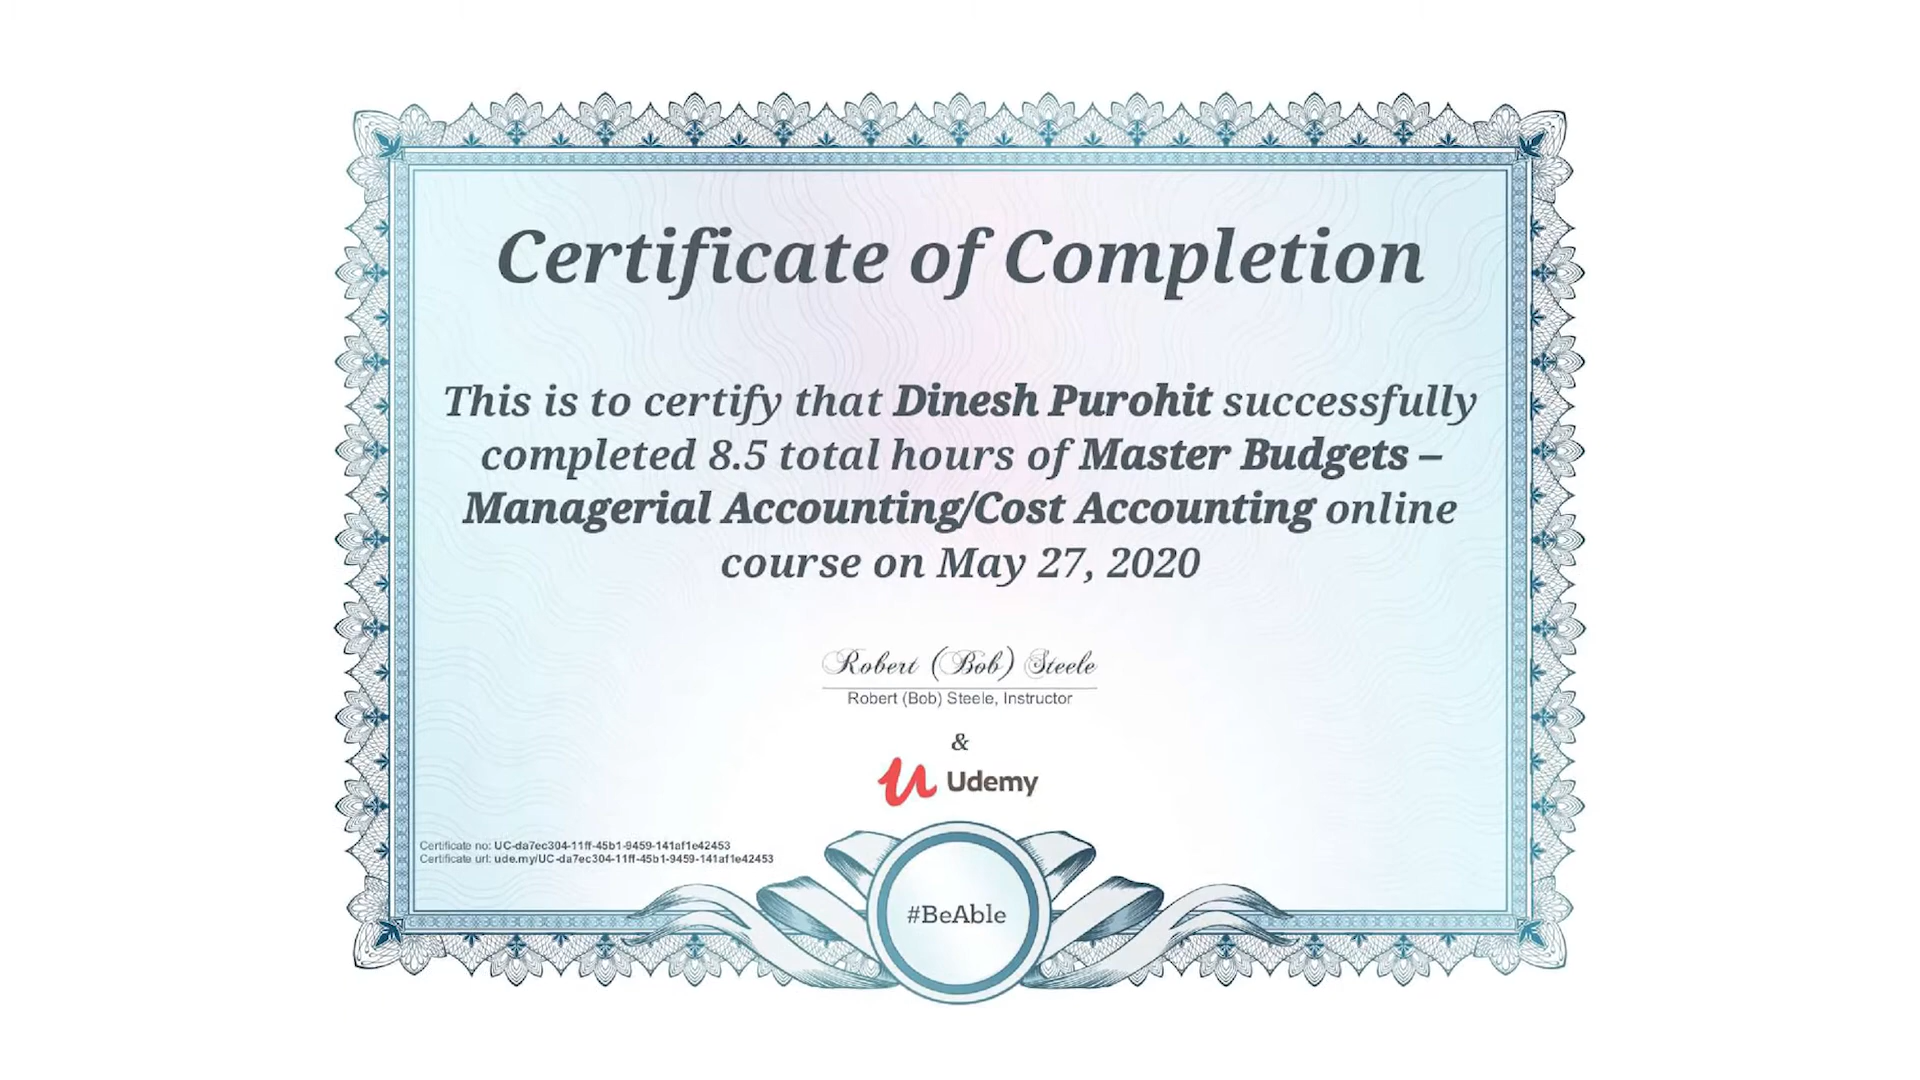 Certificate of Completion
This is to certify that Dinesh Purohit successfully
completed 8.5 total hours of Master Budgets –
Managerial Accounting/Cost Accounting online
course on May 27, 2020
Robert (Bob) Steele
Robert (Bob) Steele, Instructor
&
Udemy
Certificate no: UC-da7ec304-11ff-45b1-9459-141af1e42453
Certificate url: ude.my/UC-da7ec304-11ff-45b1-9459-141af1e42453
#BeAble